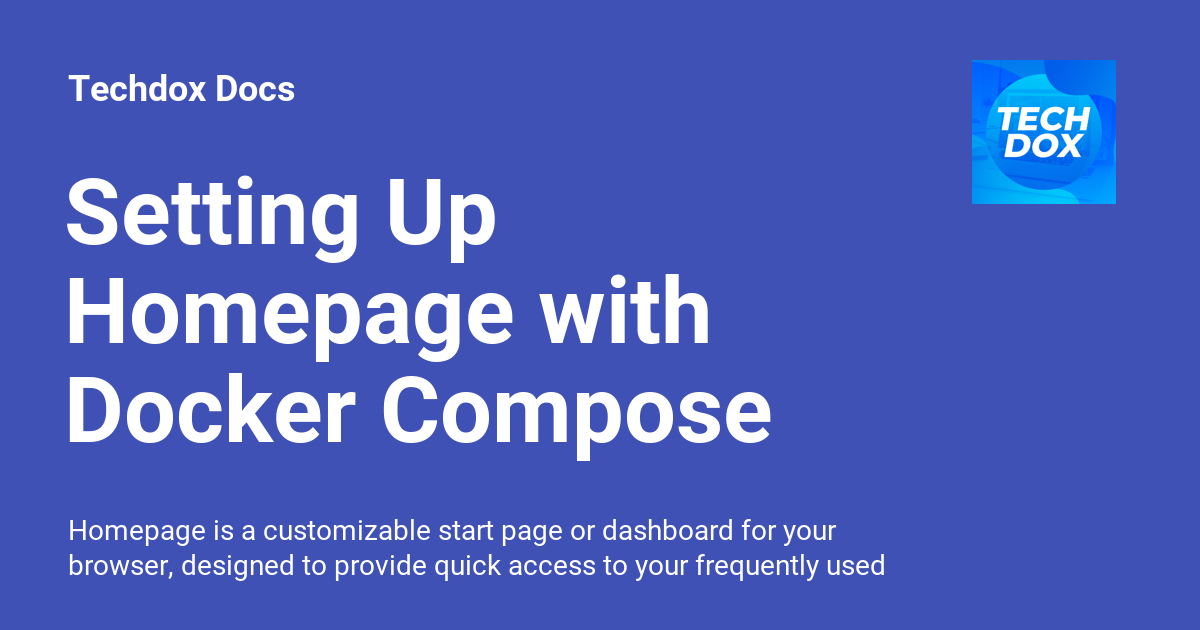 Techdox Docs
TECH
DOX
Setting Up
Homepage with
Docker Compose
Homepage is a customizable start page or dashboard for your
browser, designed to provide quick access to your frequently used